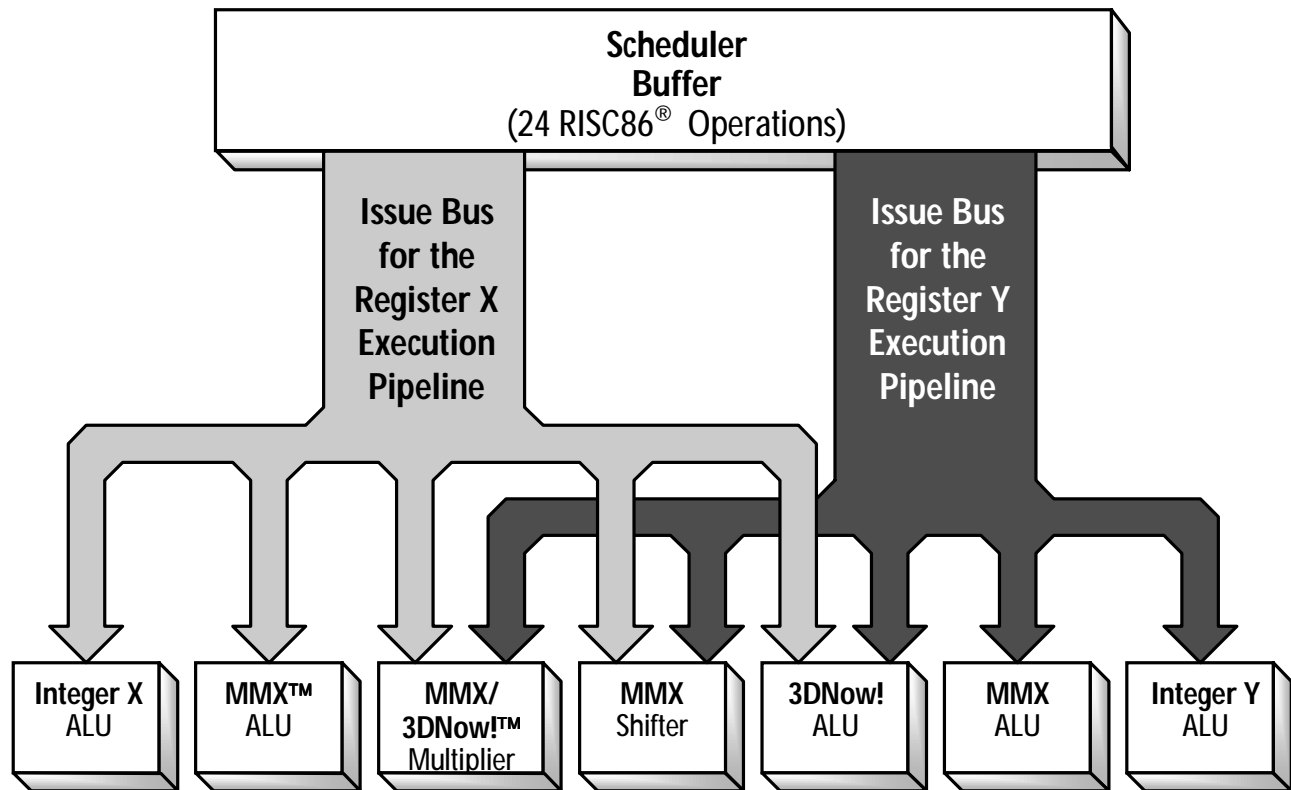 Scheduler
Buffer
(24 RISC86® Operations)
Issue Bus
for the
Register X
Execution
Pipeline
Issue Bus
for the
Register Y
Execution
Pipeline
Integer X
ALU
MMX™
ALU
MMX/
3DNow!™
Multiplier
MMX
Shifter
3DNow!
ALU
MMX
ALU
Integer Y
ALU